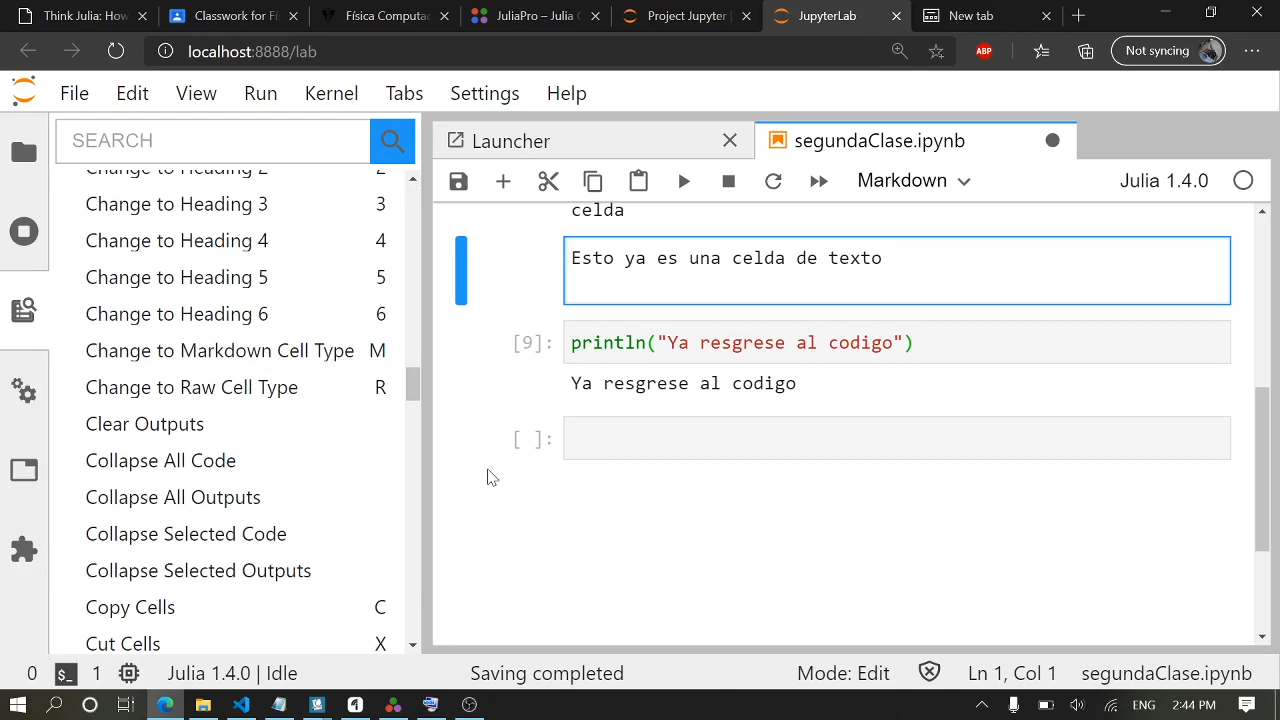 Think Julia: How
Classwork for Fí
Física Computac
JuliaPro – Julia C
Project Jupyter |
JupyterLab
New tab
localhost:8888/lab
ABP
Not syncing
File Edit View Run Kernel Tabs Settings Help
SEARCH
Launcher
segundaClase.ipynb
Markdown
Julia 1.4.0
Change to Heading 2 2
Change to Heading 3 3
Change to Heading 4 4
Change to Heading 5 5
Change to Heading 6 6
Change to Markdown Cell Type M
Change to Raw Cell Type R
Clear Outputs
Collapse All Code
Collapse All Outputs
Collapse Selected Code
Collapse Selected Outputs
Copy Cells C
Cut Cells X
celda
Esto ya es una celda de texto
[9]: println("Ya resgrese al codigo")
Ya resgrese al codigo
[ ]:
0 $_ 1 Julia 1.4.0 | Idle Saving completed Mode: Edit Ln 1, Col 1 segundaClase.ipynb
ENG 2:44 PM